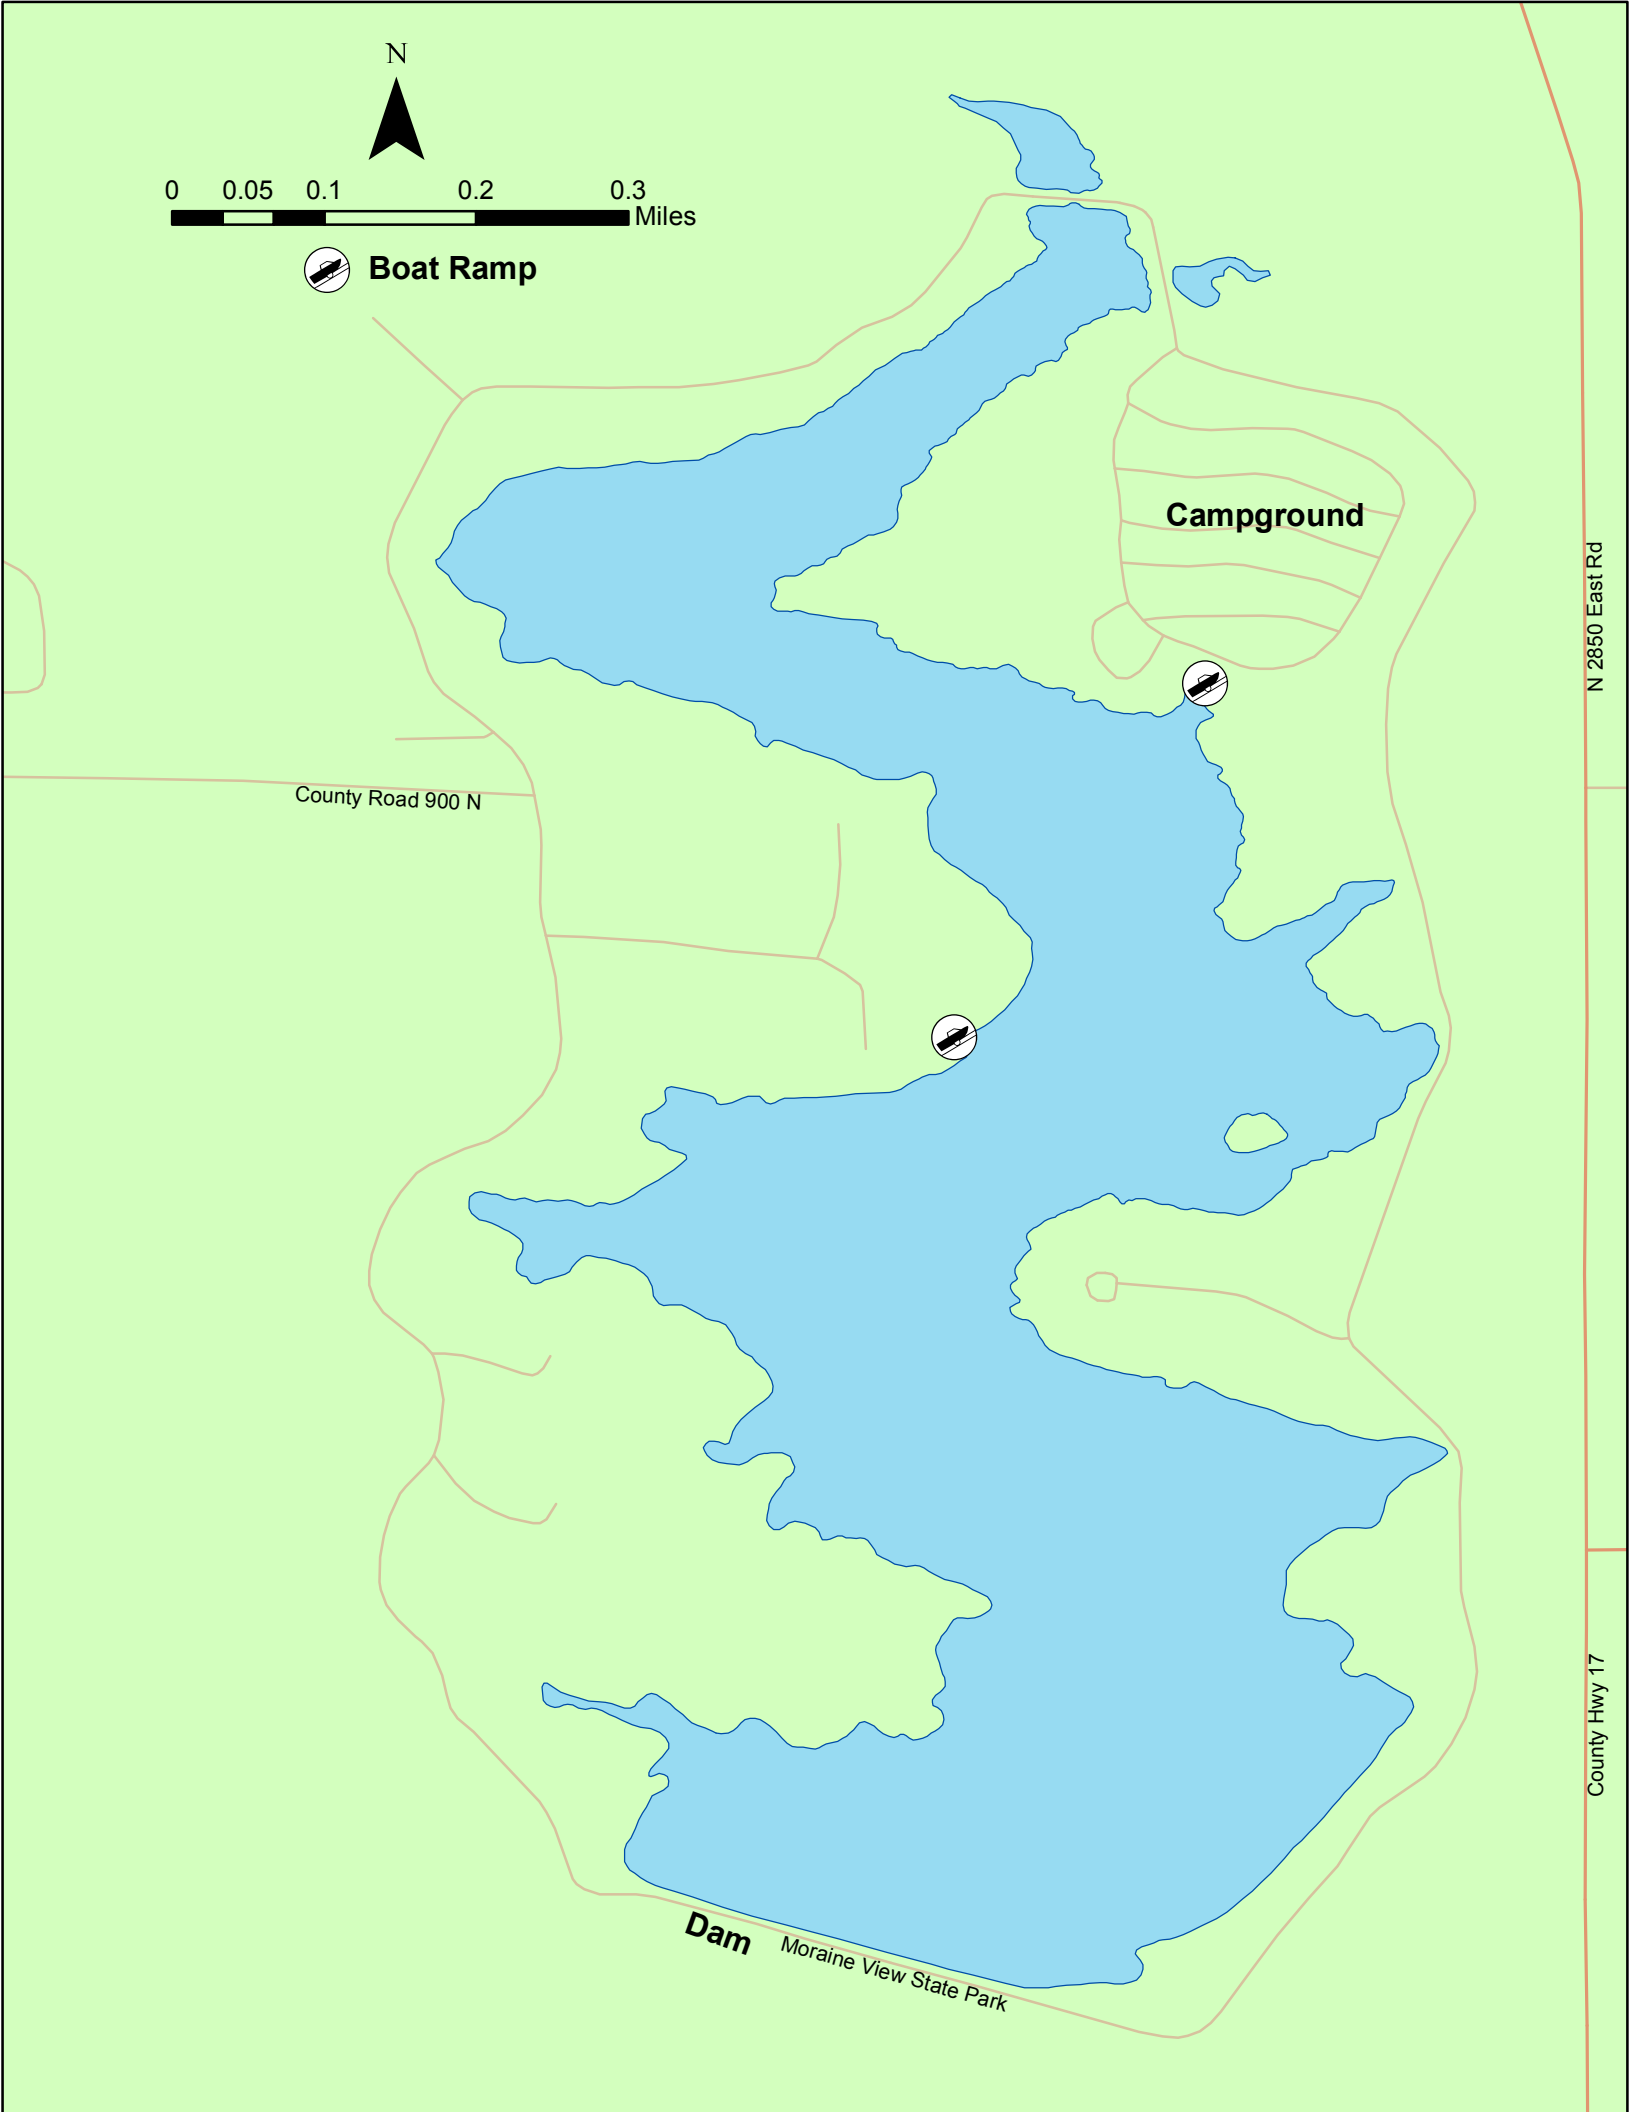 N
0 0.05 0.1 0.2 0.3
Miles
Boat Ramp
Campground
N 2850 East Rd
County Road 900 N
County Hwy 17
Dam
Moraine View State Park